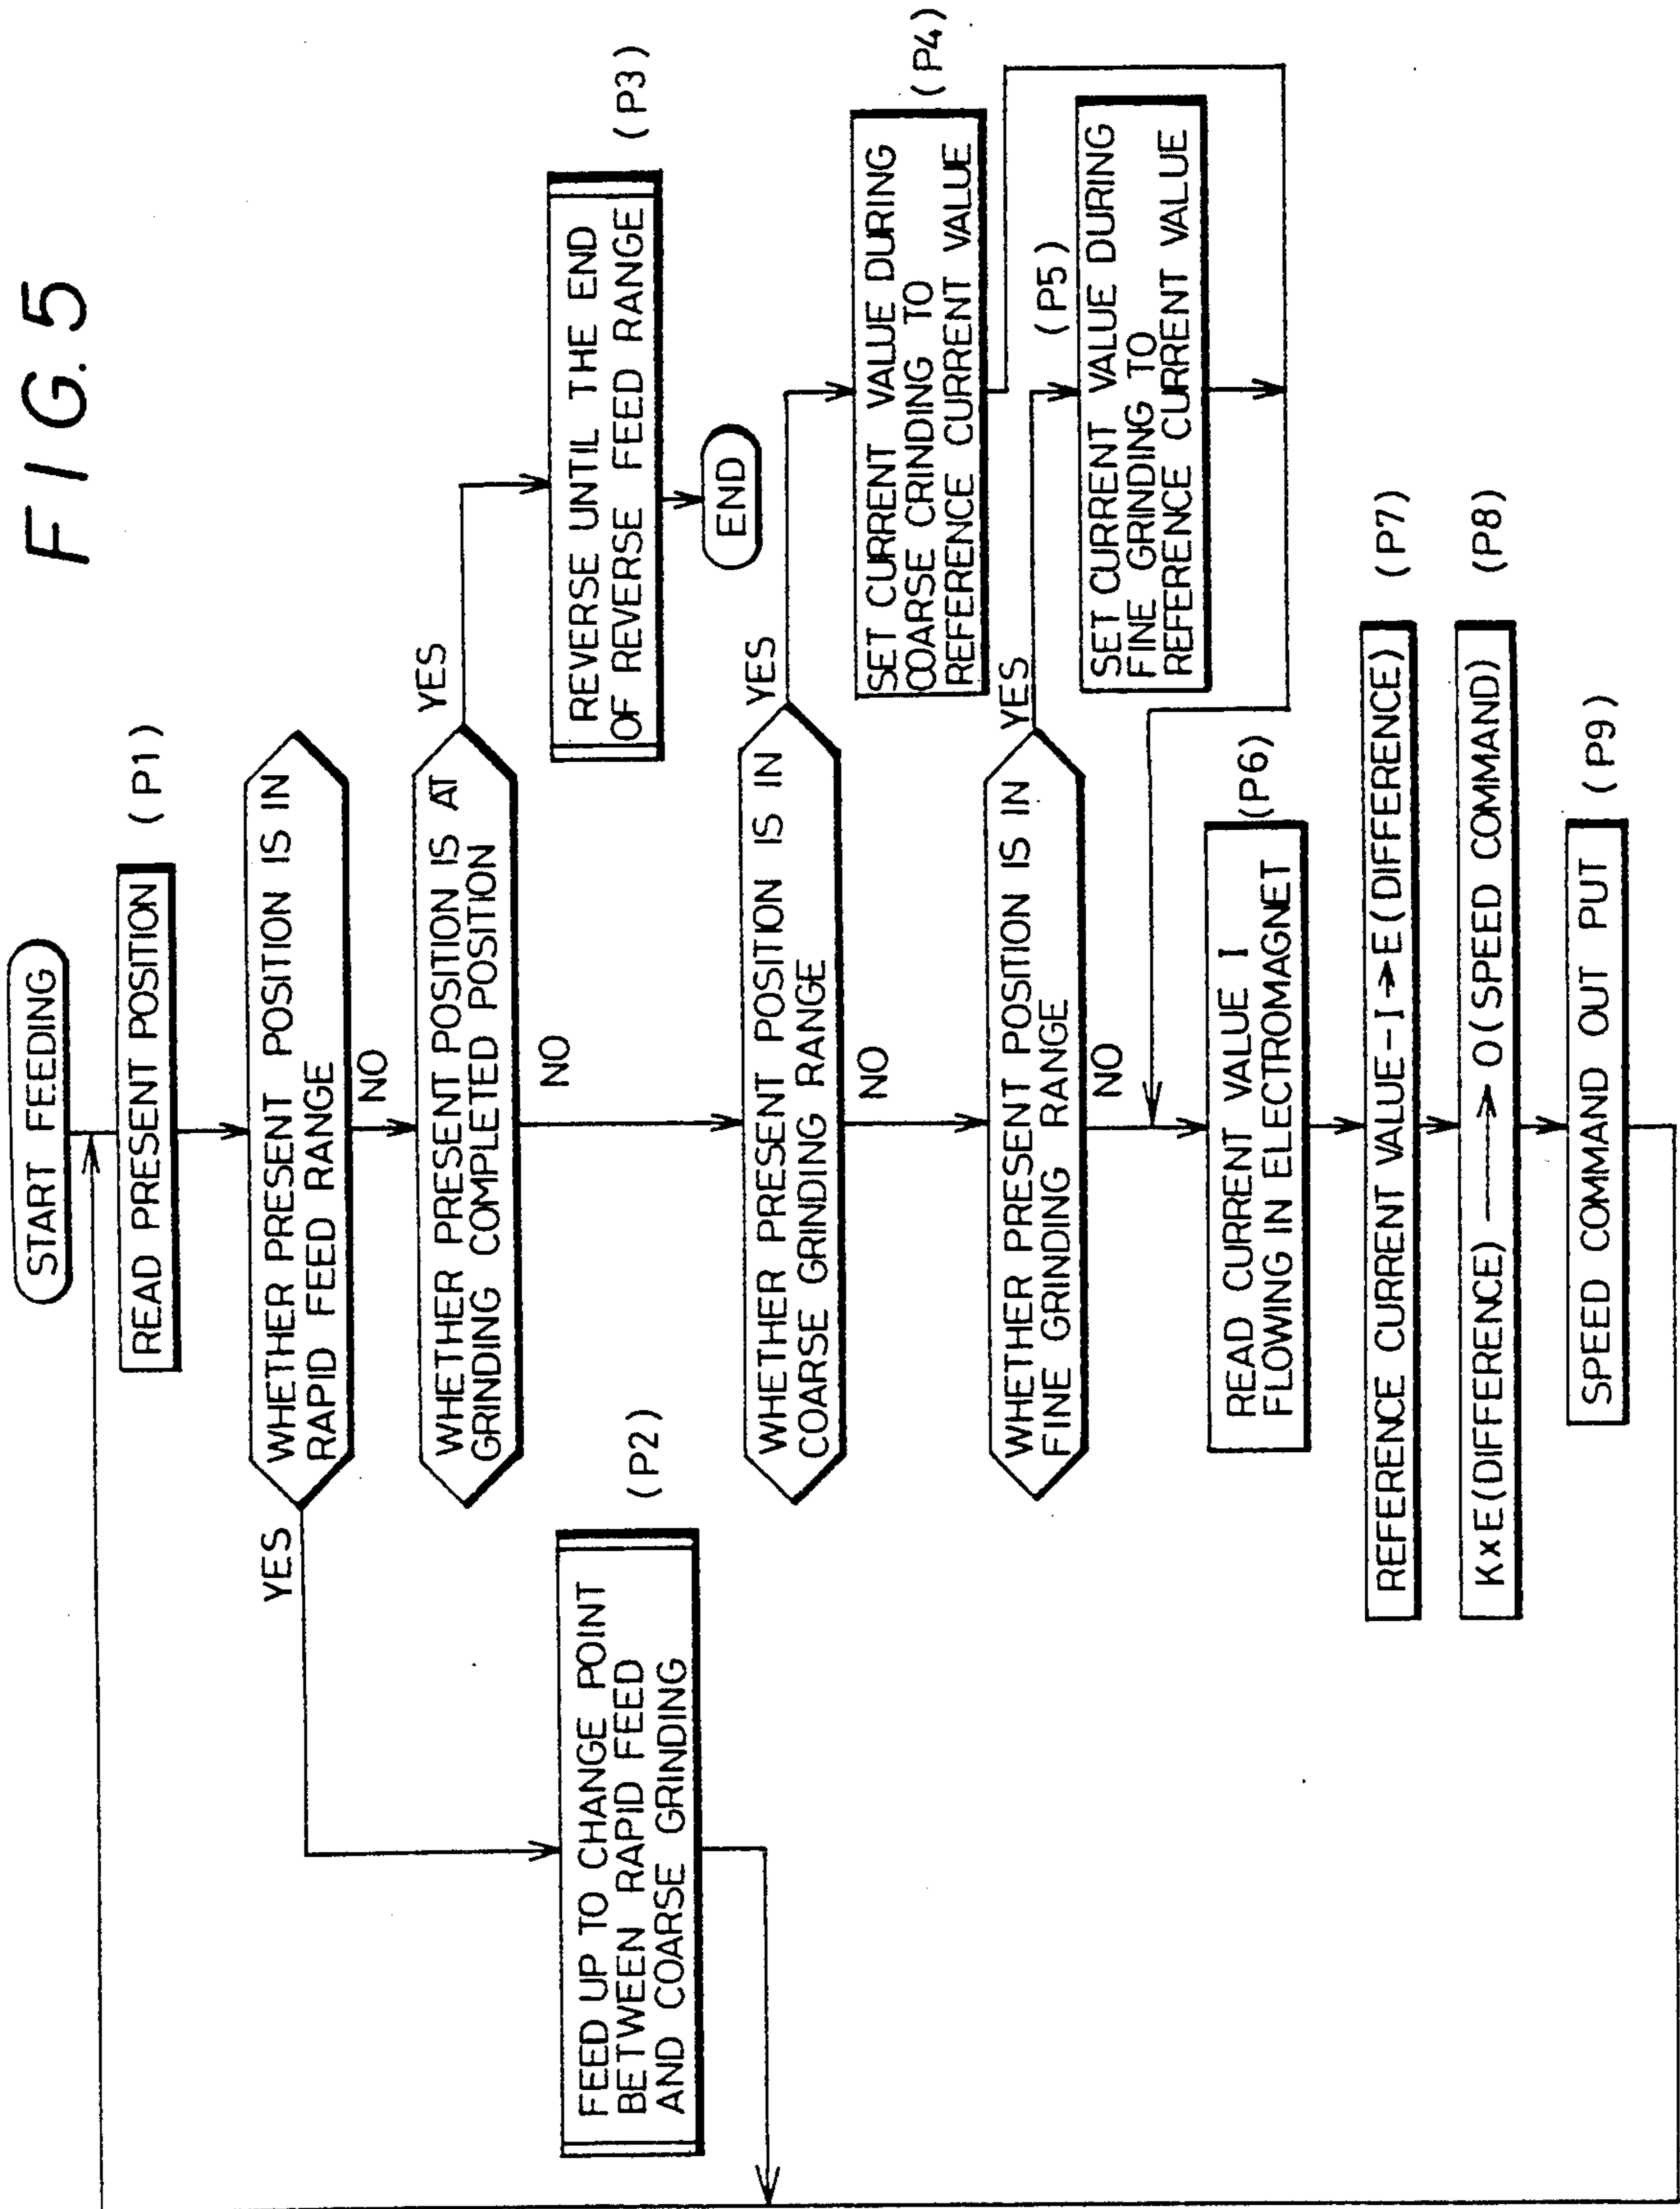 FIG. 5
START FEEDING
READ PRESENT POSITION
(P1)
WHETHER PRESENT POSITION IS IN
RAPID FEED RANGE
YES
NO
WHETHER PRESENT POSITION IS AT
GRINDING COMPLETED POSITION
YES
NO
FEED UP TO CHANGE POINT
BETWEEN RAPID FEED
AND COARSE GRINDING
(P2)
REVERSE UNTIL THE END
OF REVERSE FEED RANGE
(P3)
END
WHETHER PRESENT POSITION IS IN
COARSE GRINDING RANGE
YES
NO
SET CURRENT VALUE DURING
COARSE CRINDING TO
REFERENCE CURRENT VALUE
(P4)
WHETHER PRESENT POSITION IS IN
FINE GRINDING RANGE
YES
NO
(P5)
SET CURRENT VALUE DURING
FINE GRINDING TO
REFERENCE CURRENT VALUE
READ CURRENT VALUE I
FLOWING IN ELECTROMAGNET
(P6)
REFERENCE CURRENT VALUE-I→E(DIFFERENCE)
(P7)
K×E(DIFFERENCE) → O(SPEED COMMAND)
(P8)
SPEED COMMAND OUT PUT
(P9)